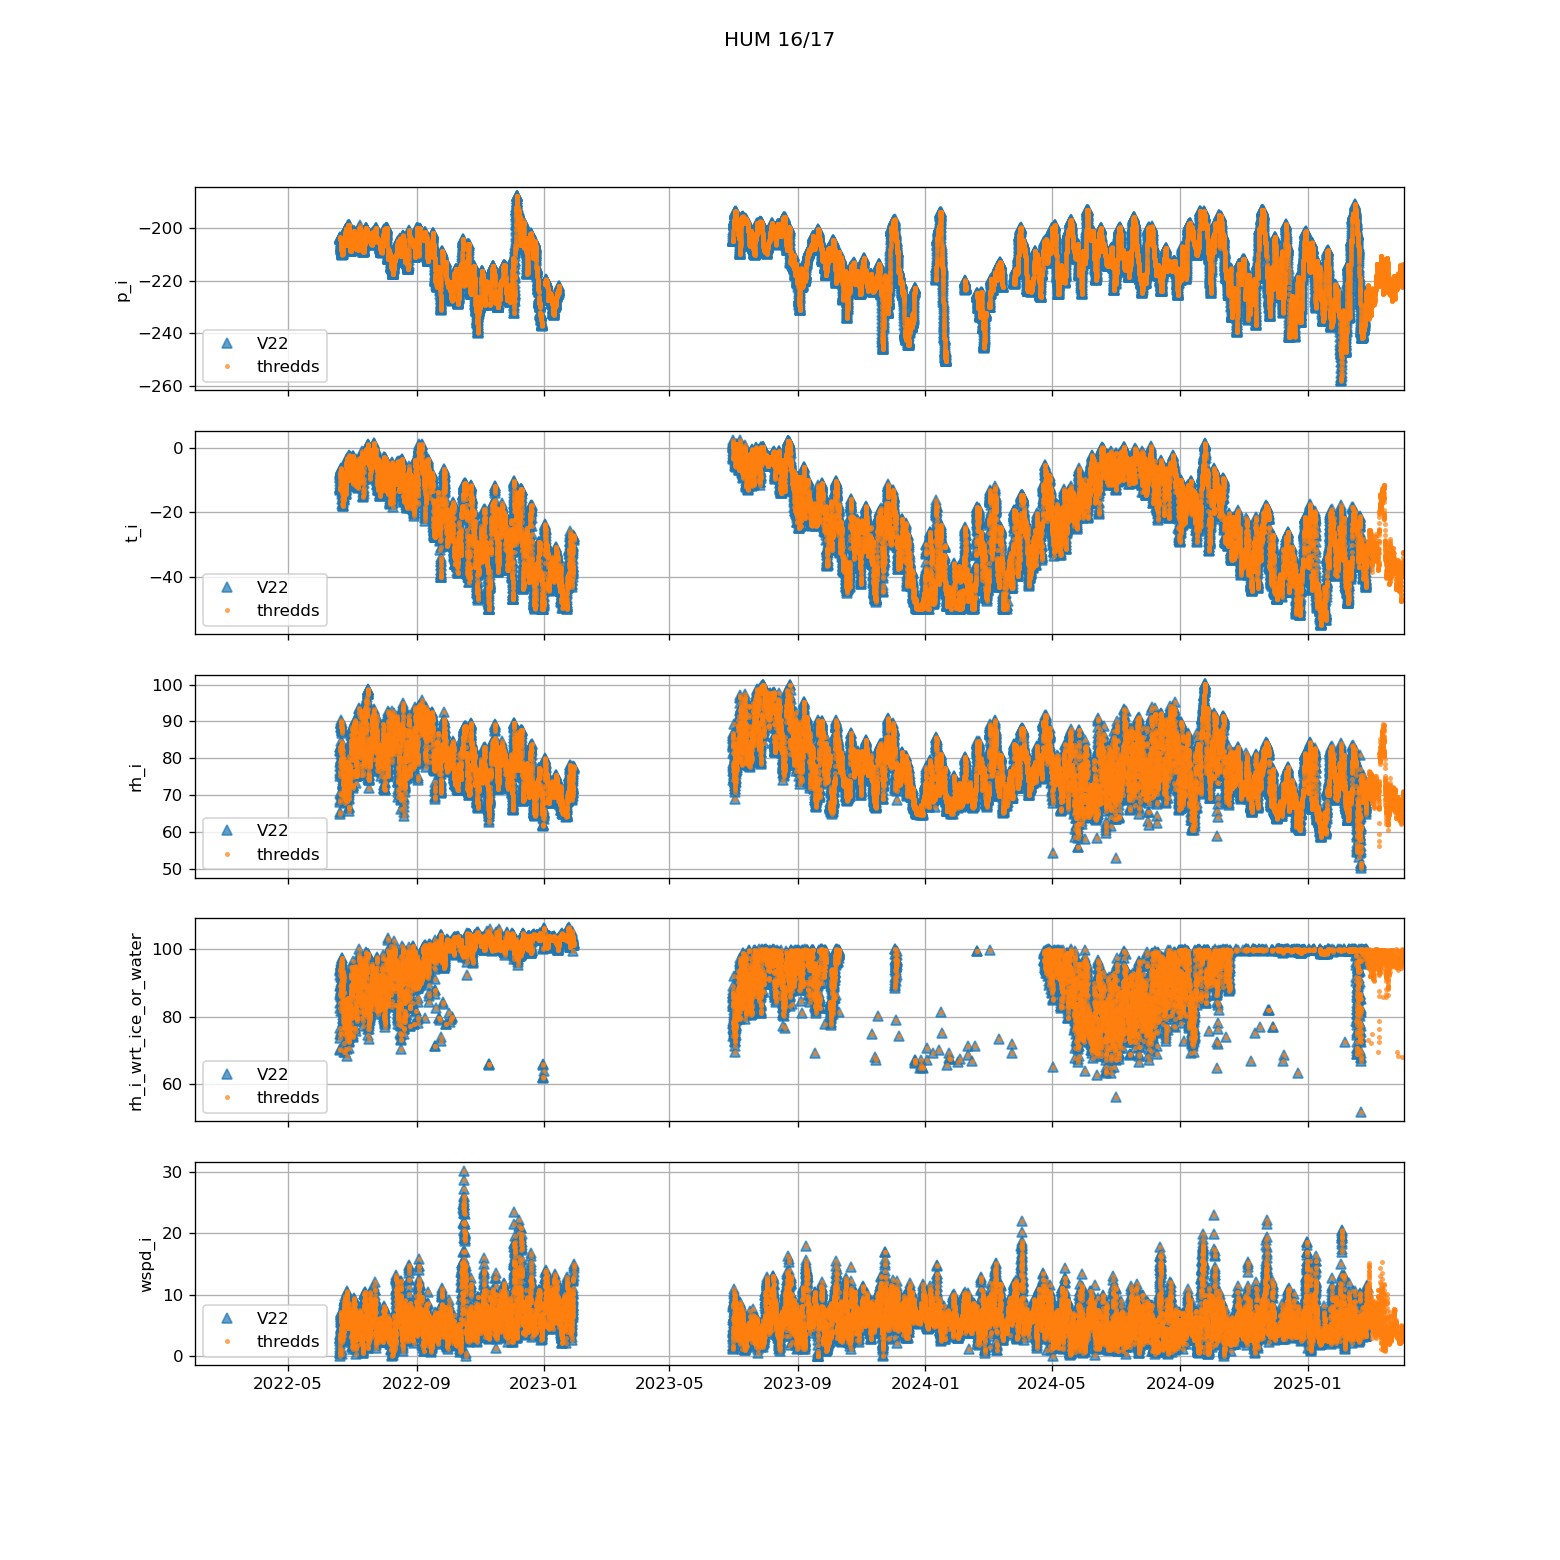 HUM 16/17
p_i
−200
−220
−240
−260
V22
thredds
t_i
0
−20
−40
V22
thredds
rh_i
100
90
80
70
60
50
V22
thredds
rh_i_wrt_ice_or_water
100
80
60
V22
thredds
wspd_i
30
20
10
0
V22
thredds
2022-05 2022-09 2023-01 2023-05 2023-09 2024-01 2024-05 2024-09 2025-01